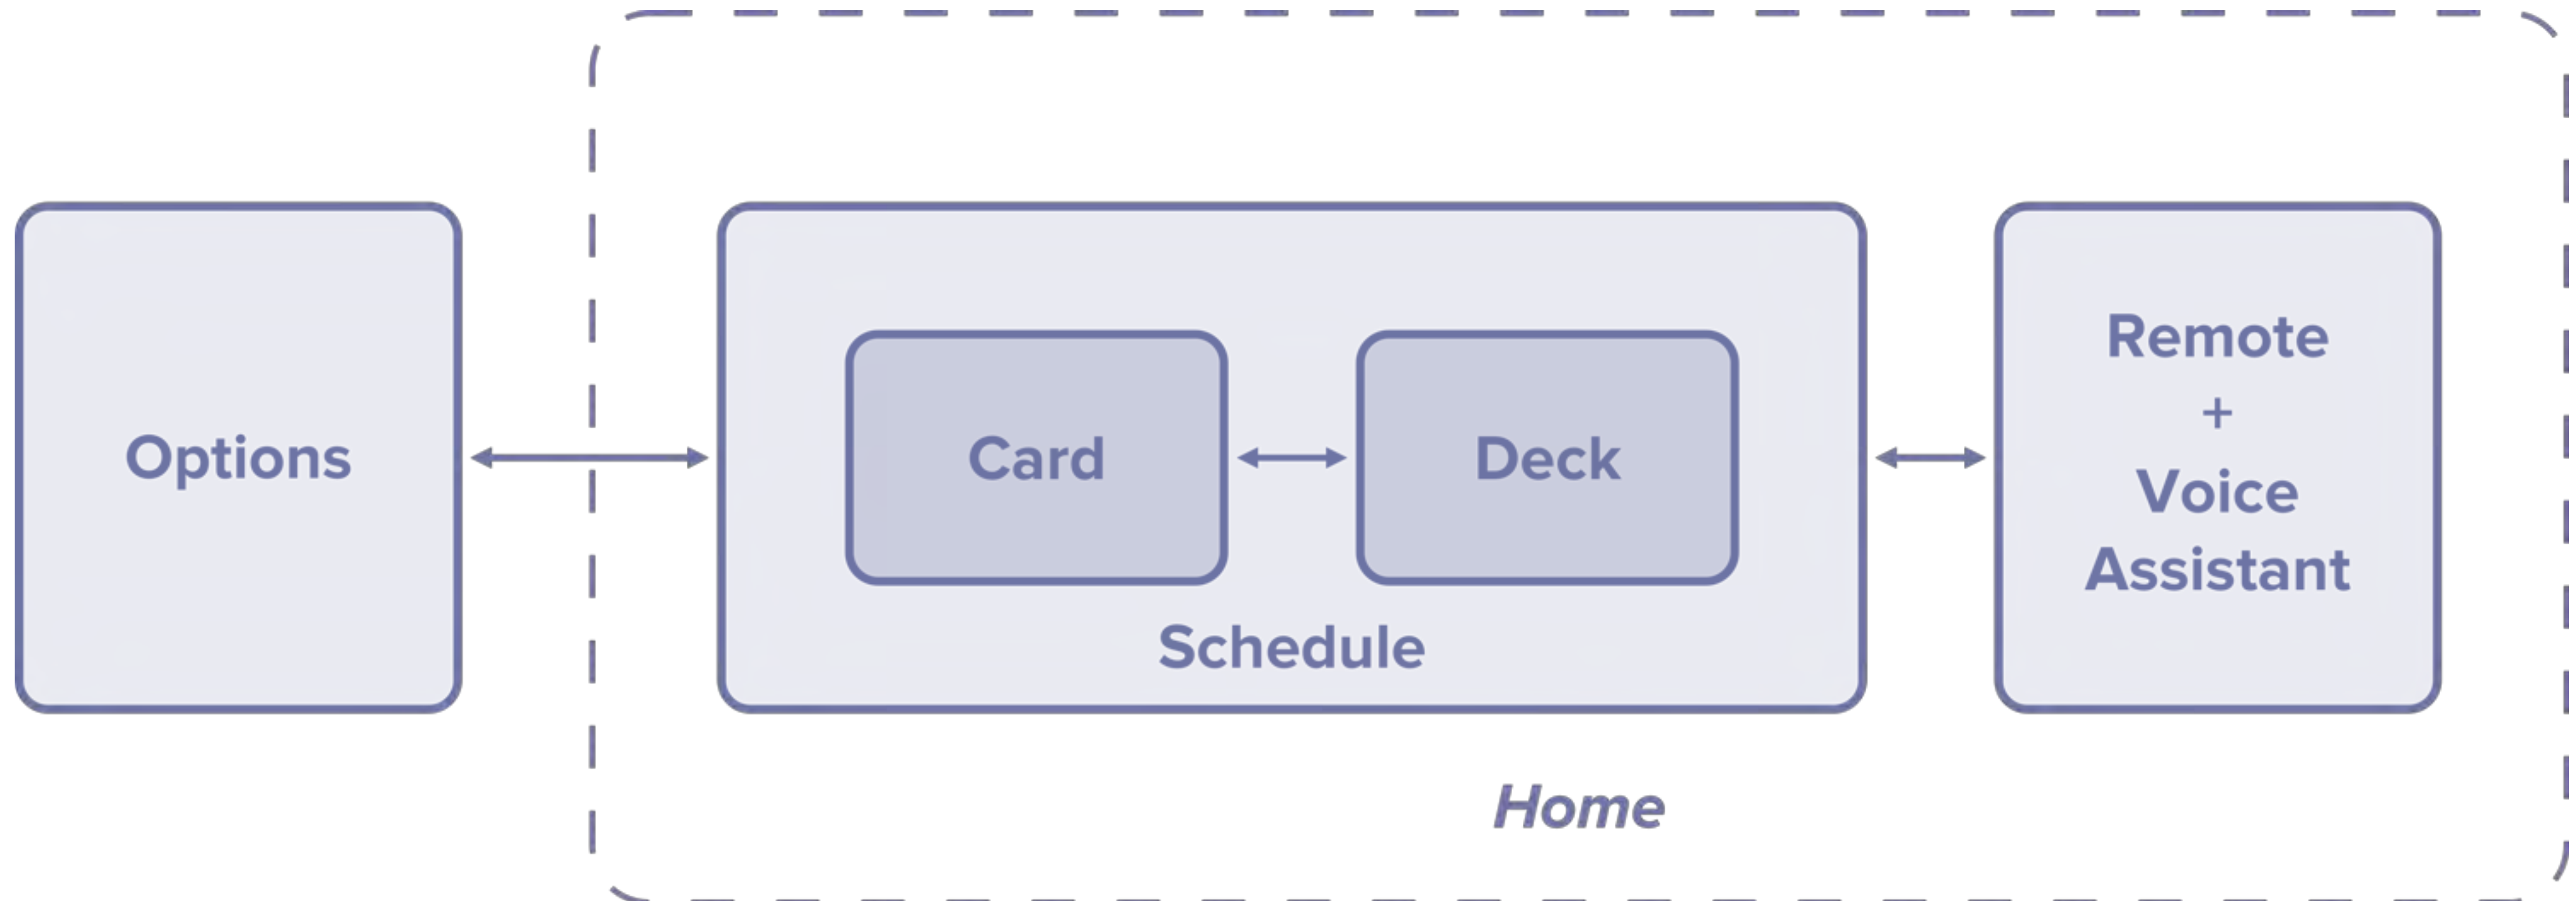 Options
Card
Deck
Schedule
Remote
+
Voice
Assistant
Home